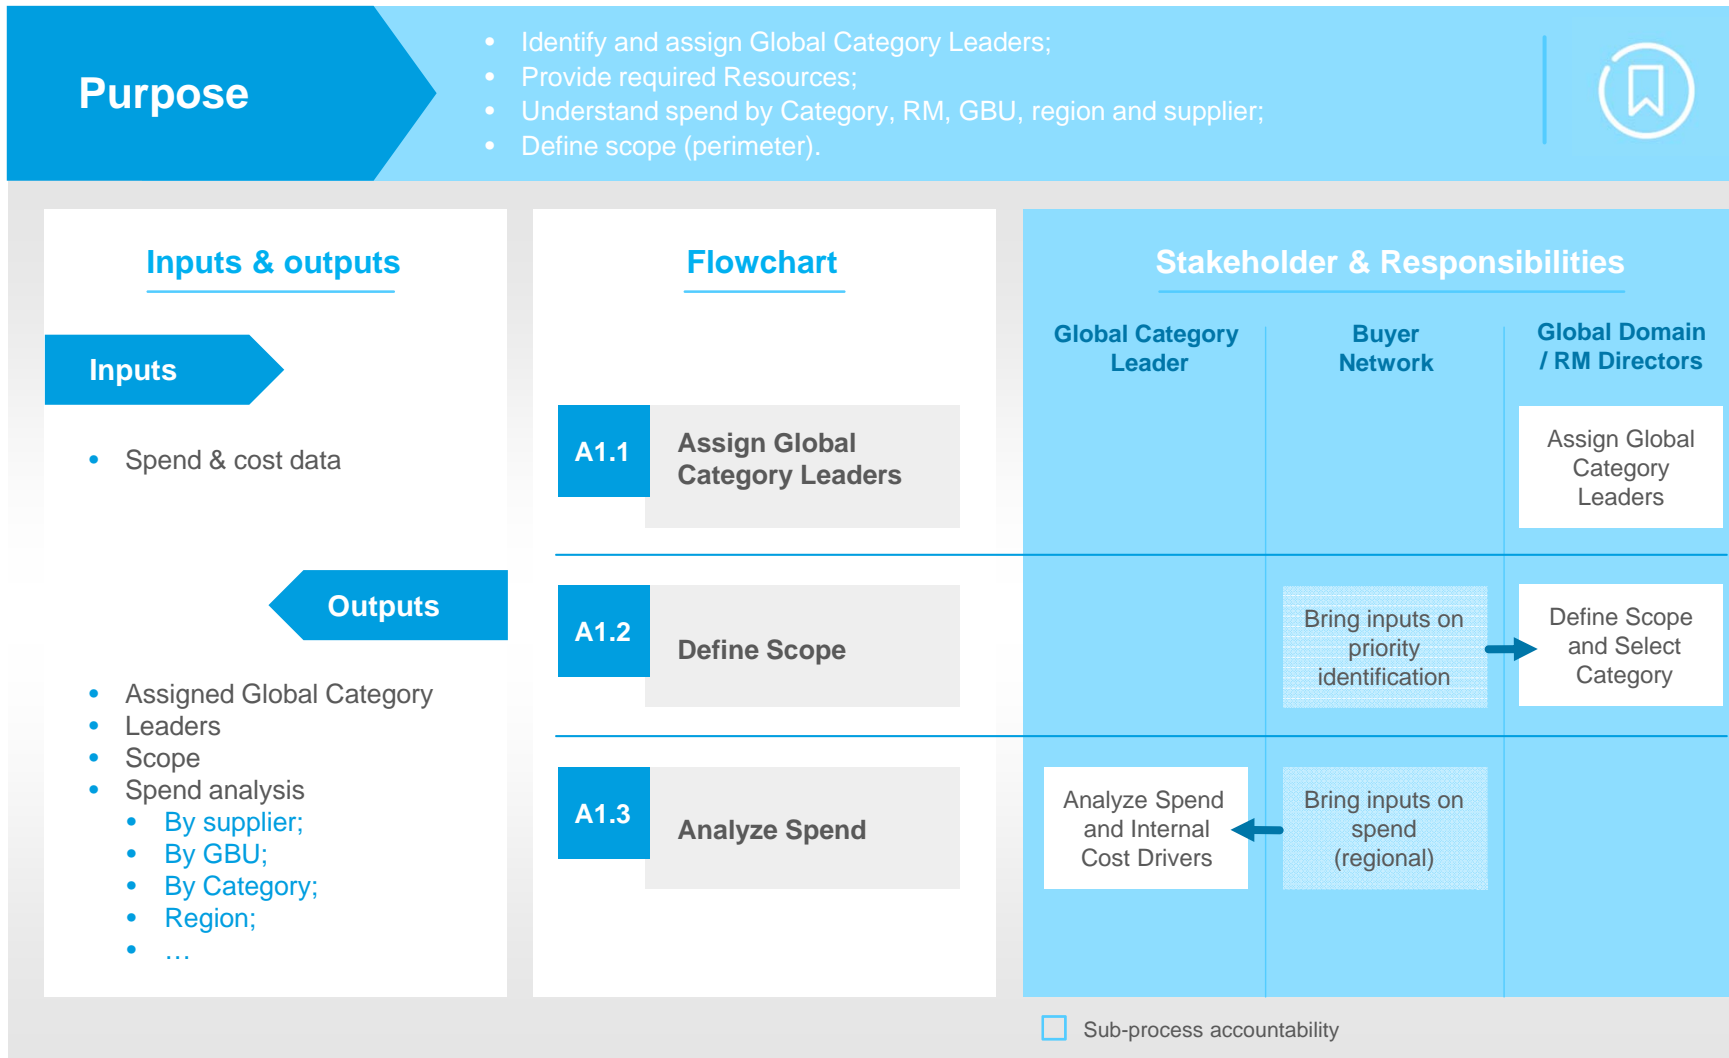 Purpose
• Identify and assign Global Category Leaders;
• Provide required Resources;
• Understand spend by Category, RM, GBU, region and supplier;
• Define scope (perimeter).
Inputs & outputs
Inputs
• Spend & cost data
Outputs
• Assigned Global Category
• Leaders
• Scope
• Spend analysis
• By supplier;
• By GBU;
• By Category;
• Region;
• …
Flowchart
A1.1
Assign Global
Category Leaders
A1.2
Define Scope
A1.3
Analyze Spend
Stakeholder & Responsibilities
Global Category
Leader
Buyer
Network
Global Domain
/ RM Directors
Assign Global
Category
Leaders
Bring inputs on
priority
identification
Define Scope
and Select
Category
Analyze Spend
and Internal
Cost Drivers
Bring inputs on
spend
(regional)
Sub-process accountability